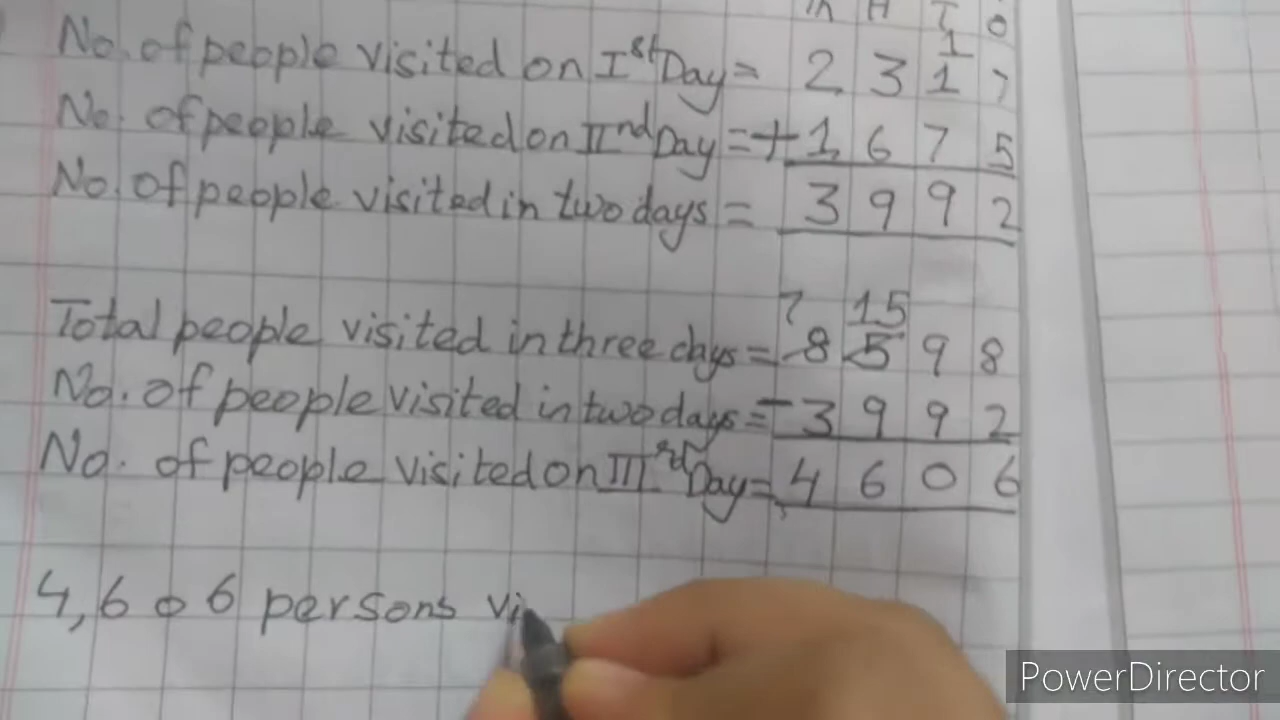 Th H T O
1
No. of people visited on Ist Day = 2 3 1 7
No. of people visited on IInd Day = + 1 6 7 5
No. of people visited in two days = 3 9 9 2
7 15
Total people visited in three days = 8 5 9 8
No. of people visited in two days = - 3 9 9 2
No. of people visited on IIIrd Day = 4 6 0 6
4,606 persons vi
PowerDirector